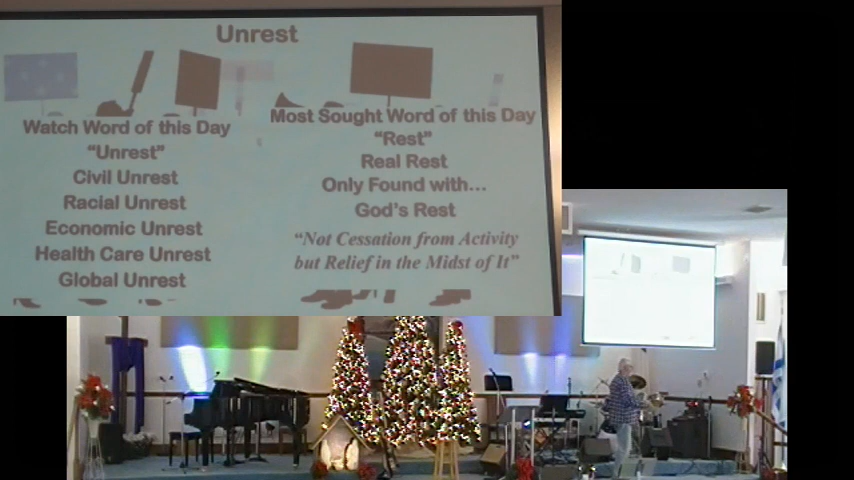 Unrest
Watch Word of this Day
"Unrest"
Civil Unrest
Racial Unrest
Economic Unrest
Health Care Unrest
Global Unrest
Most Sought Word of this Day
"Rest"
Real Rest
Only Found with...
God's Rest
"Not Cessation from Activity
but Relief in the Midst of It"